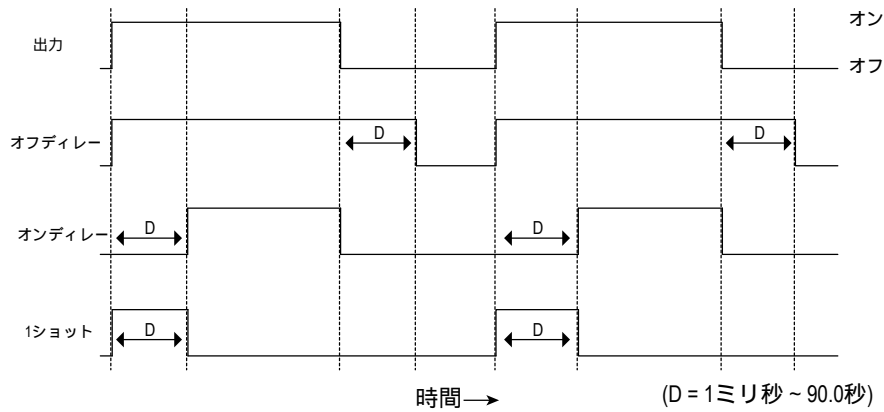 オン
出力
オフ
オフディレー
D
D
オンディレー
D
D
1ショット
D
D
時間
(D = 1ミリ秒 ~ 90.0秒)